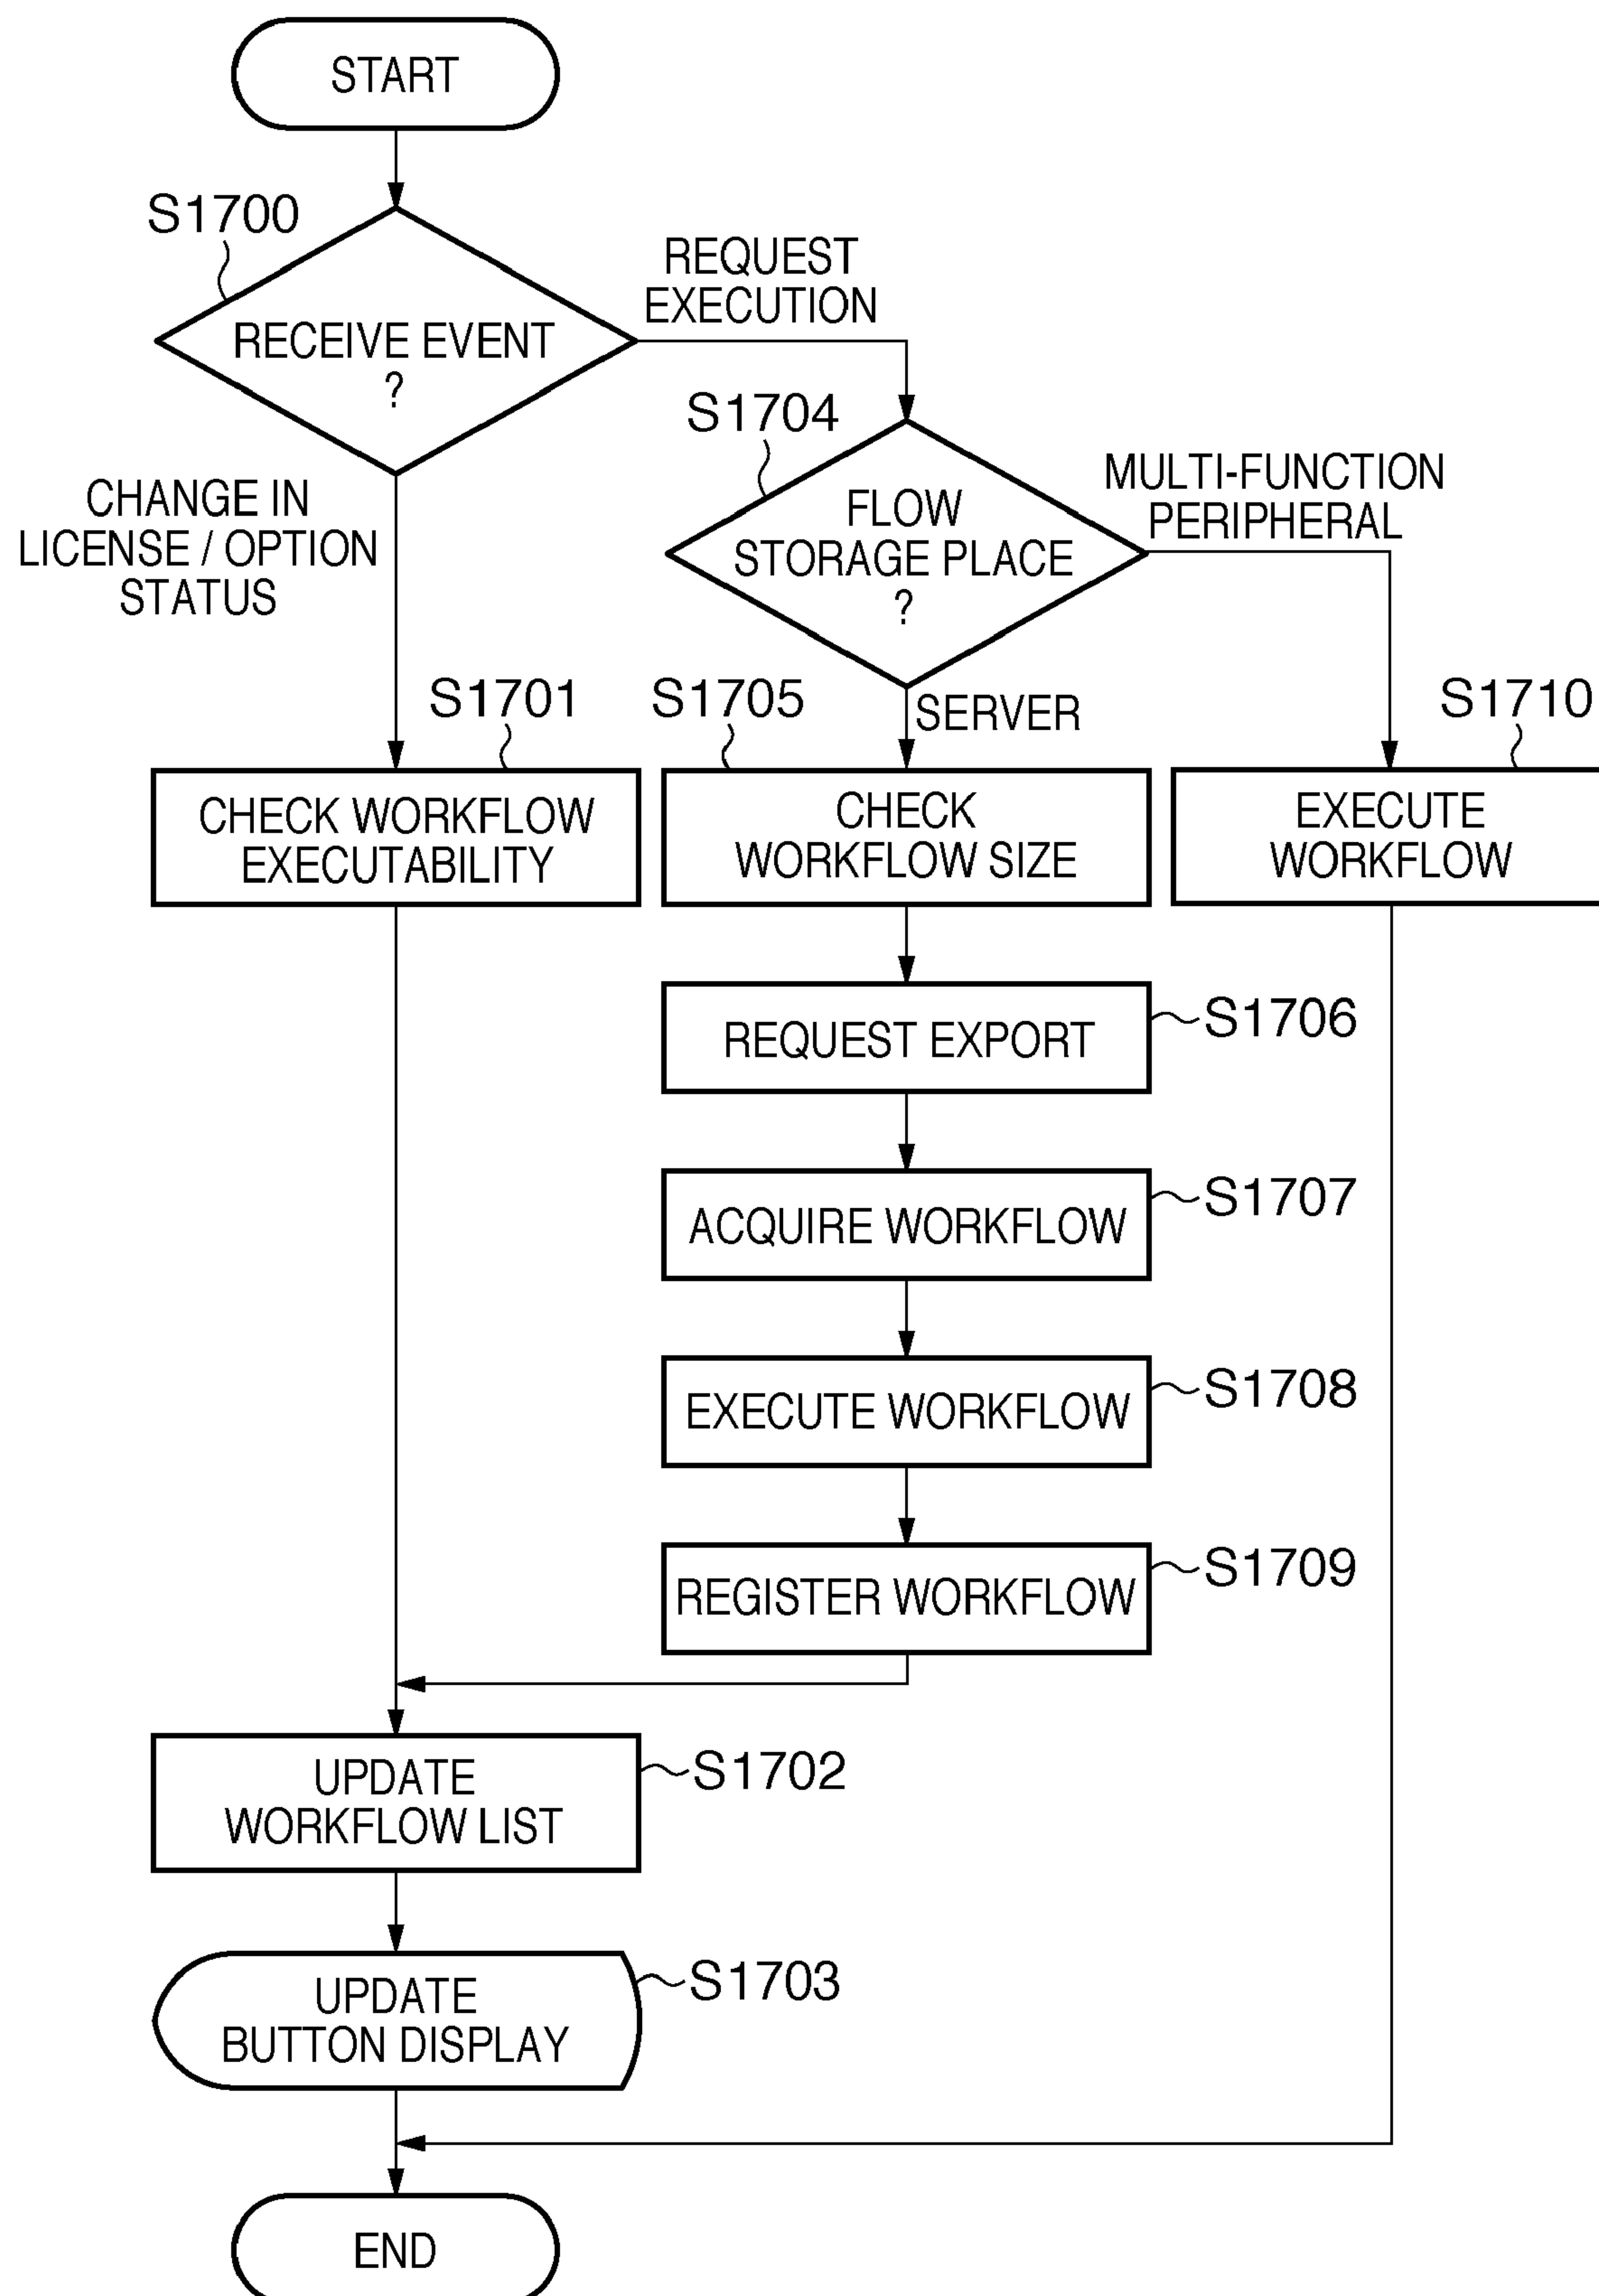 START
S1700
RECEIVE EVENT
?
REQUEST
EXECUTION
CHANGE IN
LICENSE / OPTION
STATUS
S1704
FLOW
STORAGE PLACE
?
MULTI-FUNCTION
PERIPHERAL
SERVER
S1701
CHECK WORKFLOW
EXECUTABILITY
S1705
CHECK
WORKFLOW SIZE
S1710
EXECUTE
WORKFLOW
REQUEST EXPORT
S1706
ACQUIRE WORKFLOW
S1707
EXECUTE WORKFLOW
S1708
REGISTER WORKFLOW
S1709
UPDATE
WORKFLOW LIST
S1702
UPDATE
BUTTON DISPLAY
S1703
END